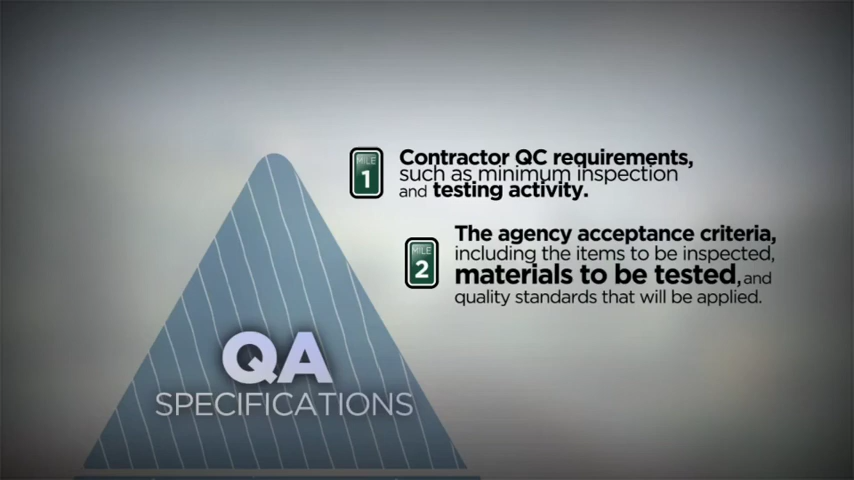 MILE
1
Contractor QC requirements,
such as minimum inspection
and testing activity.
MILE
2
The agency acceptance criteria,
including the items to be inspected,
materials to be tested, and
quality standards that will be applied.
QA
SPECIFICATIONS